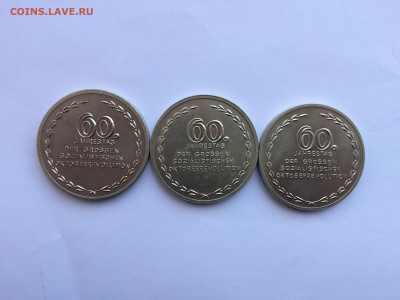 COINS.LAVE.RU
60.
JAHRESTAG
DER GROSSEN
SOZIALISTISCHEN
OKTOBERREVOLUTION
60.
JAHRESTAG
DER GROSSEN
SOZIALISTISCHEN
OKTOBERREVOLUTION
60.
JAHRESTAG
DER GROSSEN
SOZIALISTISCHEN
OKTOBERREVOLUTION